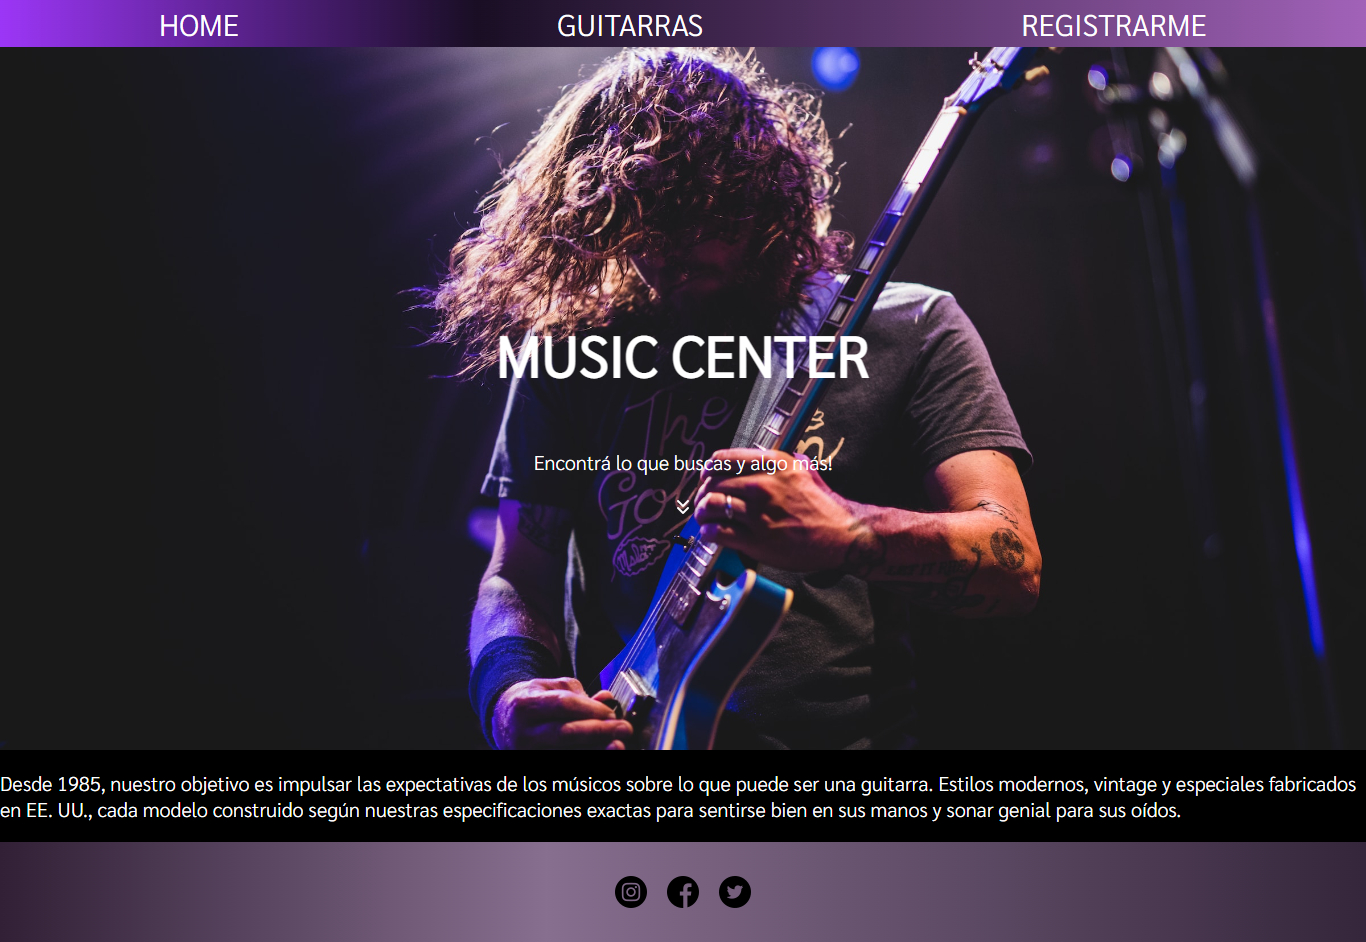 HOME GUITARRAS REGISTRARME
MUSIC CENTER
The
Encontrá lo que buscas y algo más!
Desde 1985, nuestro objetivo es impulsar las expectativas de los músicos sobre lo que puede ser una guitarra. Estilos modernos, vintage y especiales fabricados
en EE. UU., cada modelo construido según nuestras especificaciones exactas para sentirse bien en sus manos y sonar genial para sus oídos.